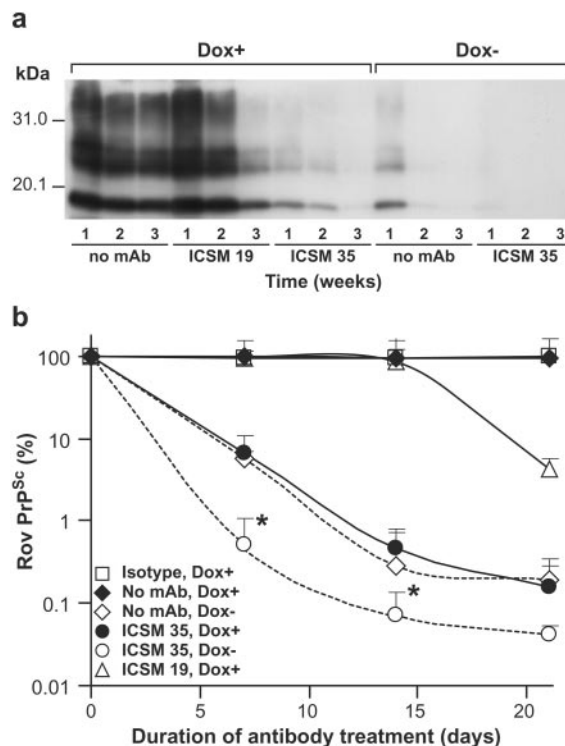 a
Dox+ Dox-
kDa
31.0
20.1
1 2 3 1 2 3 1 2 3 1 2 3 1 2 3
no mAb ICSM 19 ICSM 35 no mAb ICSM 35
Time (weeks)
b
Rov PrPSc (%)
100
10
1
0.1
0.01
* *
Isotype, Dox+
No mAb, Dox+
No mAb, Dox-
ICSM 35, Dox+
ICSM 35, Dox-
ICSM 19, Dox+
0 5 10 15 20
Duration of antibody treatment (days)